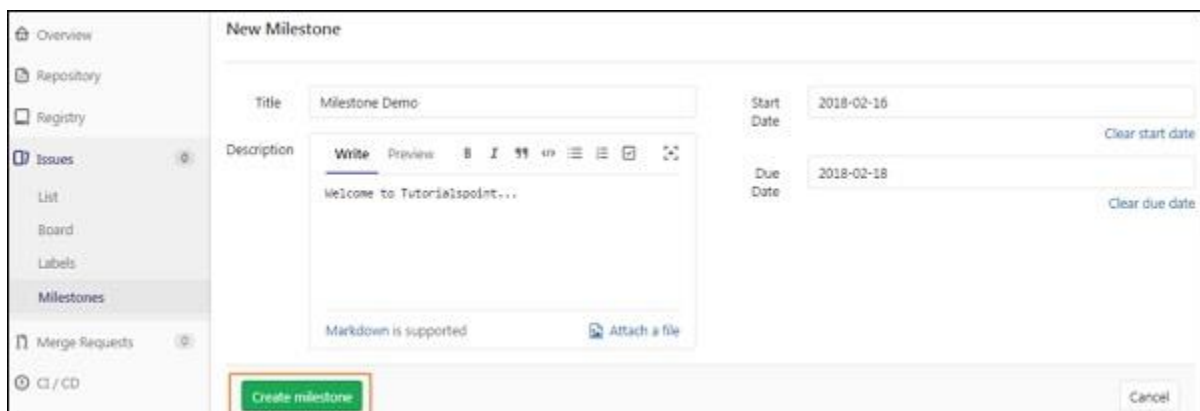 Overview
Repository
Registry
Issues 0
List
Board
Labels
Milestones
Merge Requests 0
CI / CD
New Milestone
Title Milestone Demo
Description Write Preview B I
Welcome to Tutorialspoint...
Markdown is supported Attach a file
Start Date 2018-02-16
Clear start date
Due Date 2018-02-18
Clear due date
Create milestone Cancel